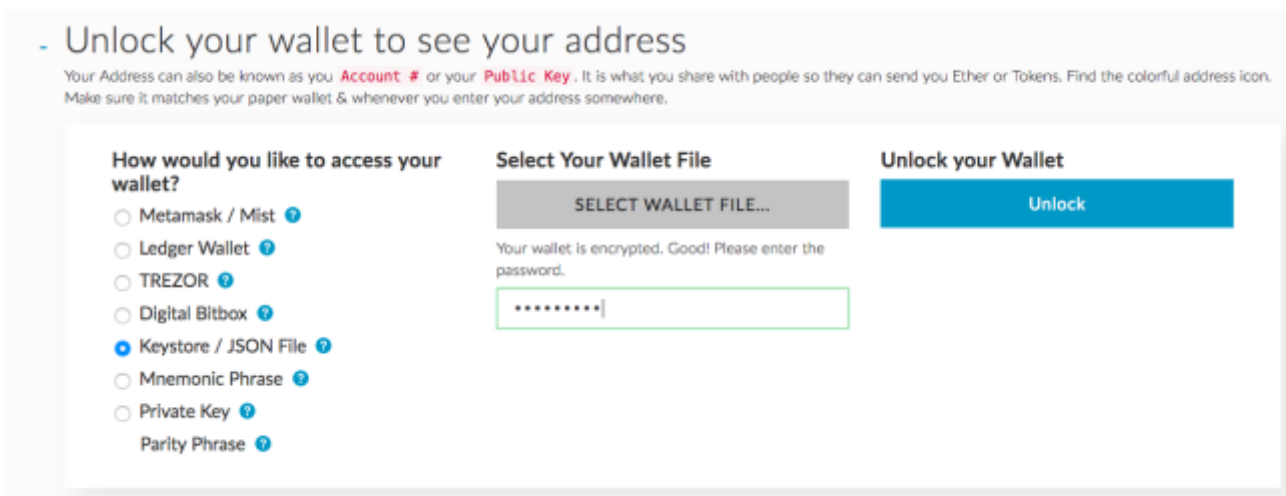 - Unlock your wallet to see your address
Your Address can also be known as you Account # or your Public Key. It is what you share with people so they can send you Ether or Tokens. Find the colorful address icon.
Make sure it matches your paper wallet & whenever you enter your address somewhere.
How would you like to access your
wallet?
Metamask / Mist ?
Ledger Wallet ?
TREZOR ?
Digital Bitbox ?
Keystore / JSON File ?
Mnemonic Phrase ?
Private Key ?
Parity Phrase ?
Select Your Wallet File
SELECT WALLET FILE...
Your wallet is encrypted. Good! Please enter the
password.
•••••••••
Unlock your Wallet
Unlock